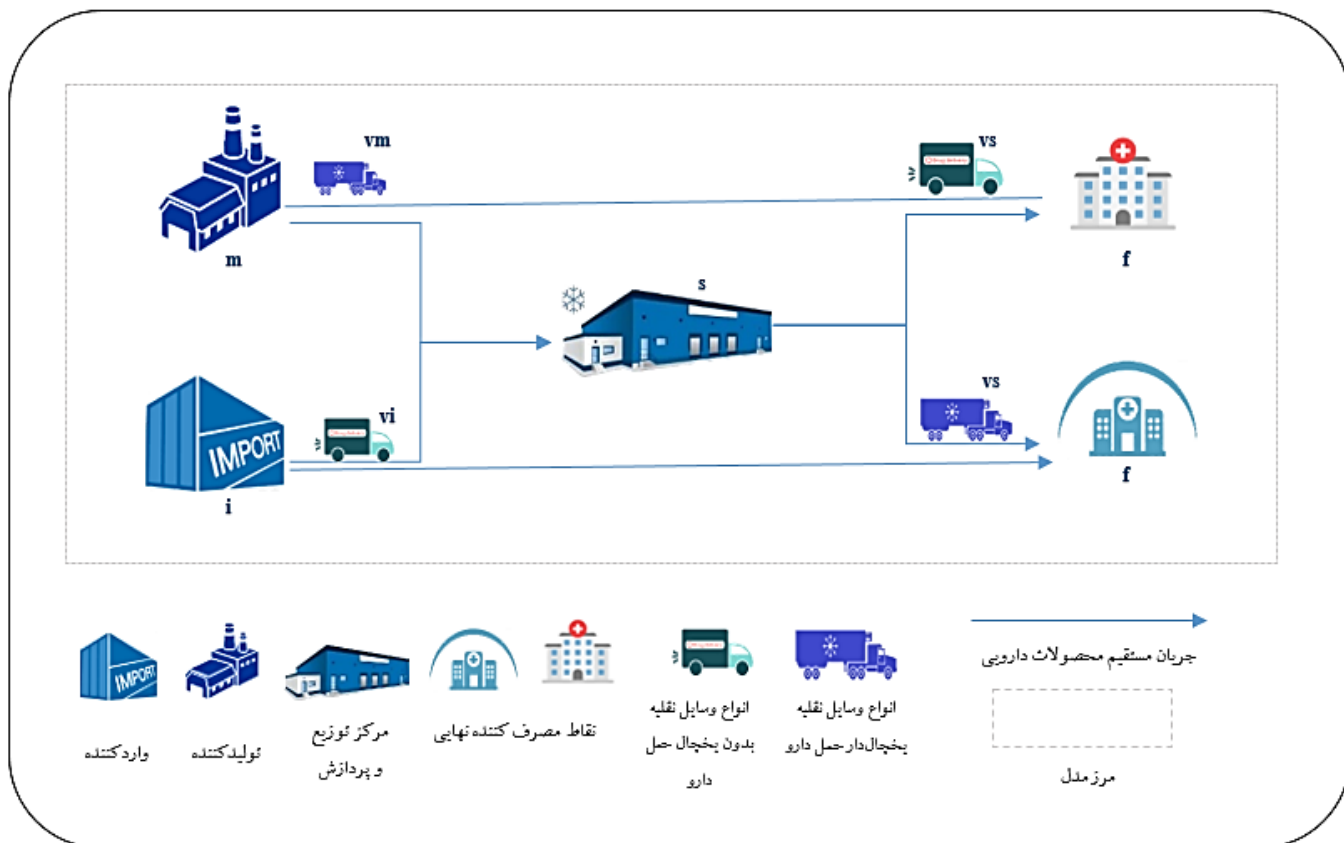 vm
vs
m
f
s
vi
vs
IMPORT
i
f
IMPORT
واردکننده
تولیدکننده
مرکز توزیع
و پردازش
نقاط مصرف کننده نهایی
انواع وسایل نقلیه
بدون یخچال حمل
دارو
انواع وسایل نقلیه
یخچال‌دار حمل دارو
جریان مستقیم محصولات دارویی
مرز مدل